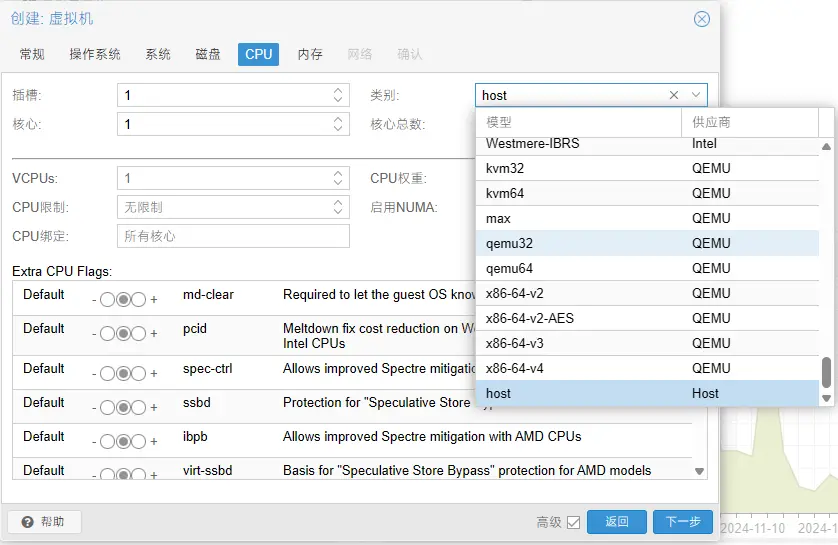 创建: 虚拟机
常规 操作系统 系统 磁盘 CPU 内存 网络 确认
插槽: 1 类别: host
核心: 1 核心总数:
VCPUs: 1 CPU权重:
CPU限制: 无限制 启用NUMA:
CPU绑定: 所有核心
模型 供应商
Westmere-IBRS Intel
kvm32 QEMU
kvm64 QEMU
max QEMU
qemu32 QEMU
qemu64 QEMU
x86-64-v2 QEMU
x86-64-v2-AES QEMU
x86-64-v3 QEMU
x86-64-v4 QEMU
host Host
Extra CPU Flags:
Default - + md-clear Required to let the guest OS know
Default - + pcid Meltdown fix cost reduction on
Intel CPUs
Default - + spec-ctrl Allows improved Spectre mitigation
Default - + ssbd Protection for "Speculative Store
Default - + ibpb Allows improved Spectre mitigation with AMD CPUs
Default - + virt-ssbd Basis for "Speculative Store Bypass" protection for AMD models
帮助 高级 返回 下一步
2024-11-10 2024-1